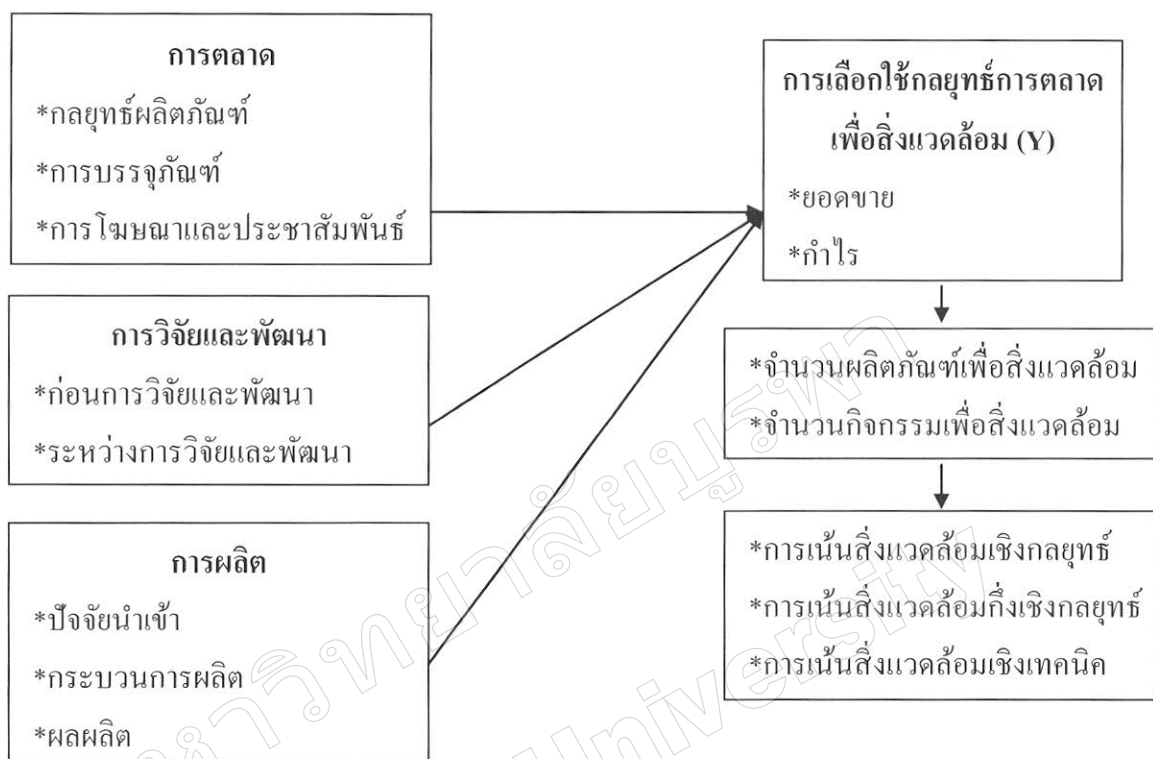 การตลาด
*กลยุทธ์ผลิตภัณฑ์
*การบรรจุภัณฑ์
*การโฆษณาและประชาสัมพันธ์
การวิจัยและพัฒนา
*ก่อนการวิจัยและพัฒนา
*ระหว่างการวิจัยและพัฒนา
การผลิต
*ปัจจัยนำเข้า
*กระบวนการผลิต
*ผลผลิต
การเลือกใช้กลยุทธ์การตลาด
เพื่อสิ่งแวดล้อม (Y)
*ยอดขาย
*กำไร
*จำนวนผลิตภัณฑ์เพื่อสิ่งแวดล้อม
*จำนวนกิจกรรมเพื่อสิ่งแวดล้อม
*การเน้นสิ่งแวดล้อมเชิงกลยุทธ์
*การเน้นสิ่งแวดล้อมกึ่งเชิงกลยุทธ์
*การเน้นสิ่งแวดล้อมเชิงเทคนิค
หาวิทยาลัยบูรพา
University